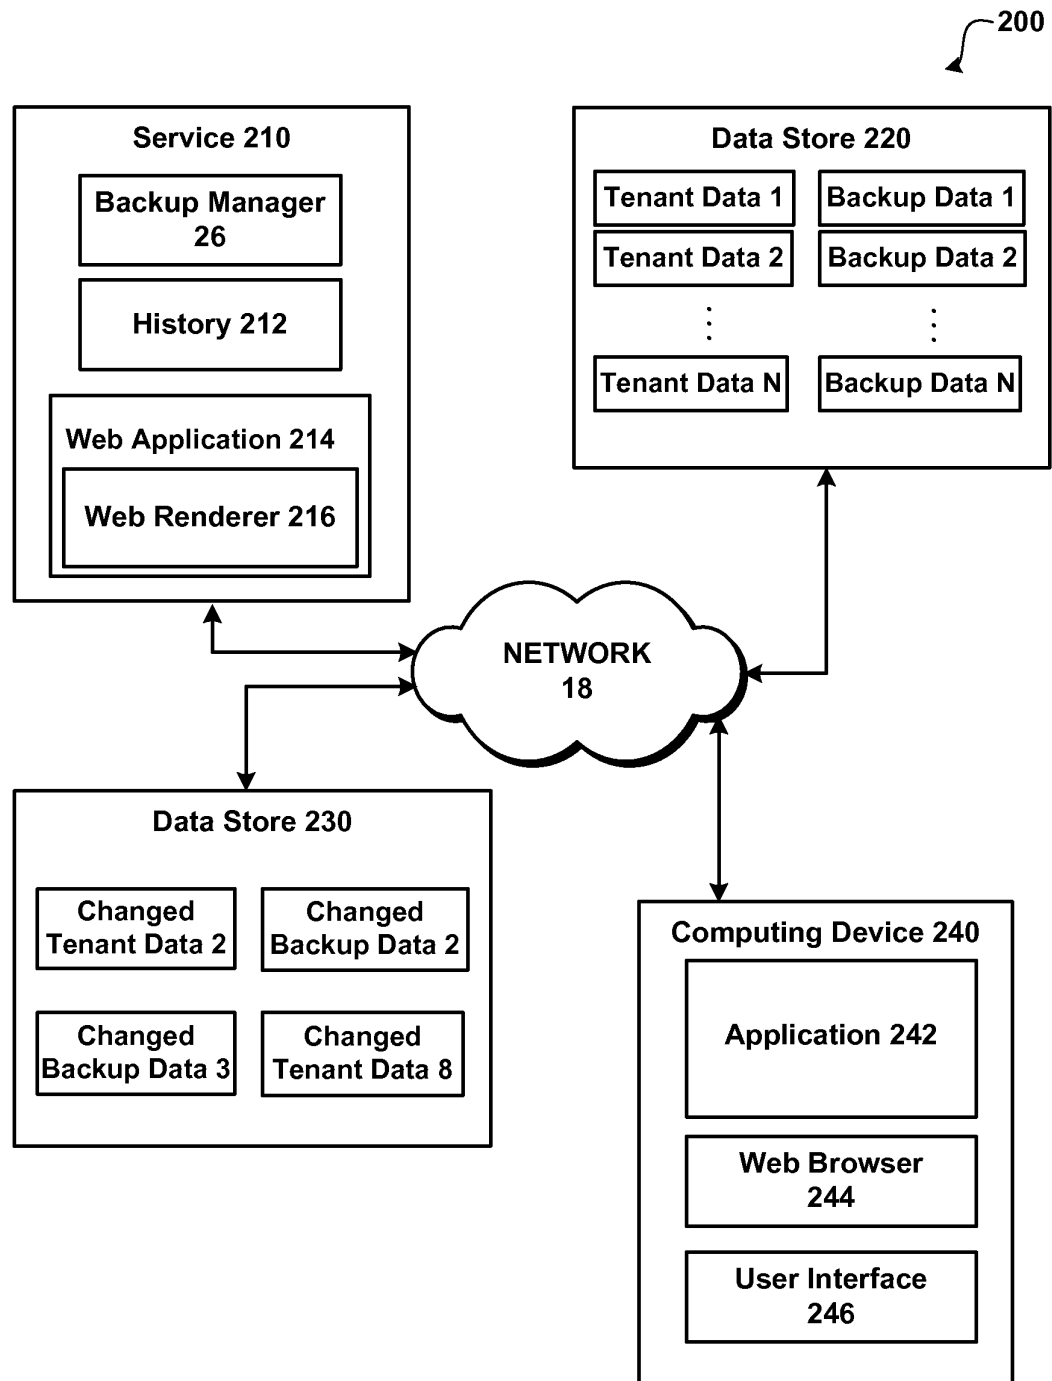 200
Service 210
Backup Manager
26
History 212
Web Application 214
Web Renderer 216
Data Store 220
Tenant Data 1
Backup Data 1
Tenant Data 2
Backup Data 2
Tenant Data N
Backup Data N
NETWORK
18
Data Store 230
Changed
Tenant Data 2
Changed
Backup Data 2
Changed
Backup Data 3
Changed
Tenant Data 8
Computing Device 240
Application 242
Web Browser
244
User Interface
246